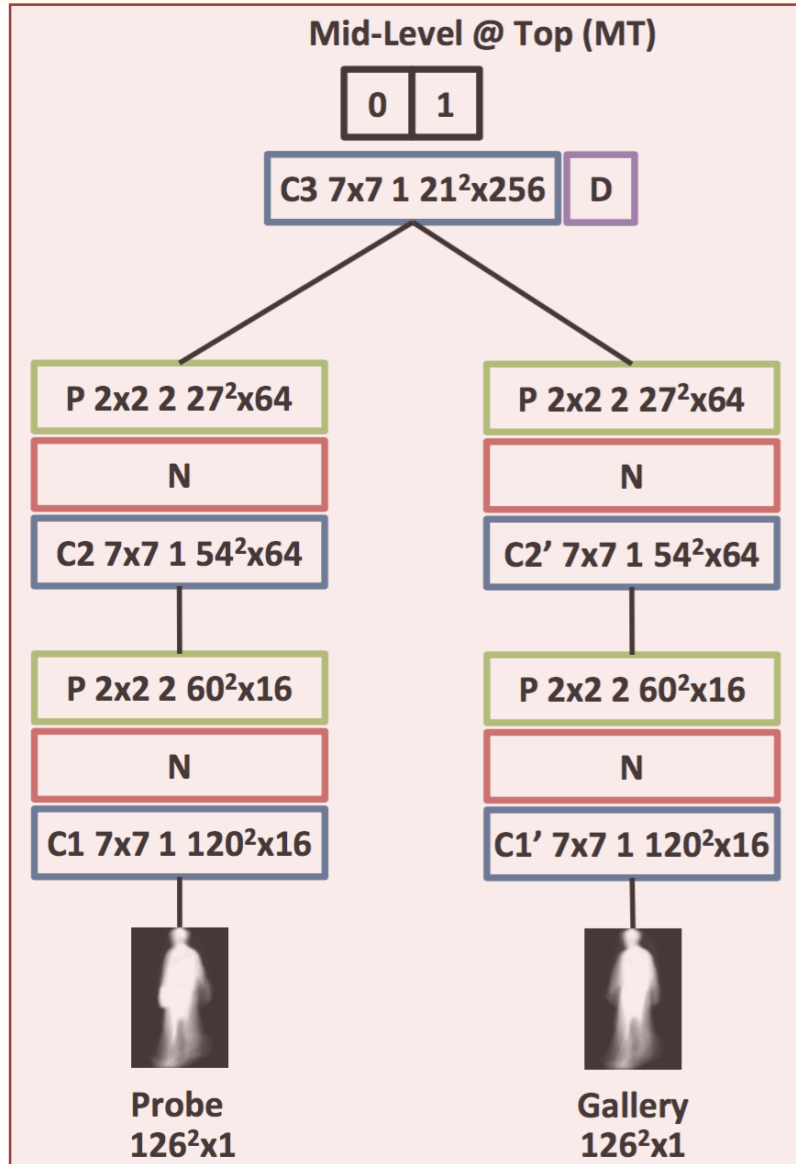 Mid-Level @ Top (MT)
0 1
C3 7x7 1 21²x256 D
P 2x2 2 27²x64 P 2x2 2 27²x64
N N
C2 7x7 1 54²x64 C2’ 7x7 1 54²x64
P 2x2 2 60²x16 P 2x2 2 60²x16
N N
C1 7x7 1 120²x16 C1’ 7x7 1 120²x16
Probe Gallery
126²x1 126²x1